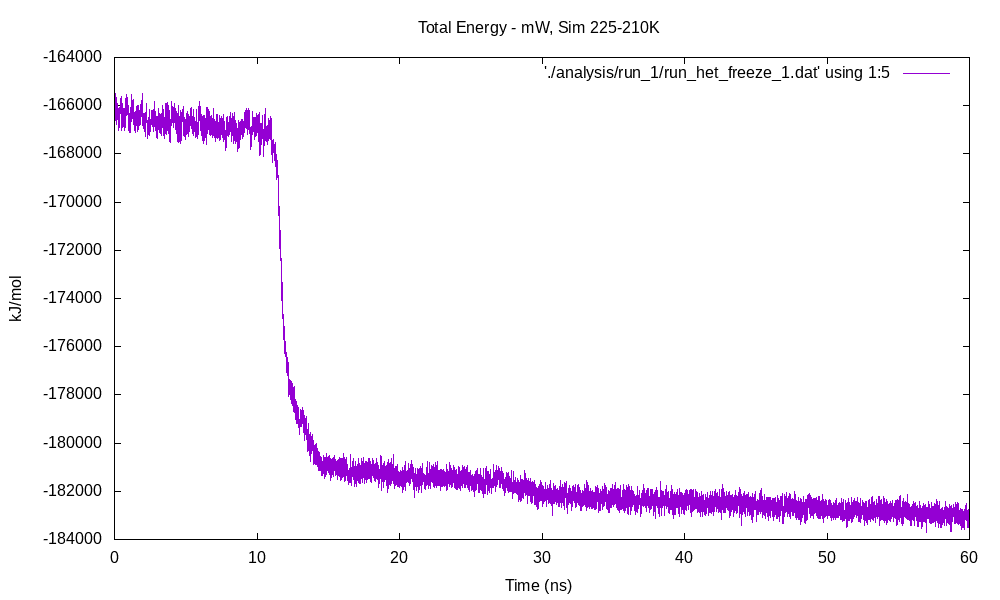 Total Energy - mW, Sim 225-210K
'./analysis/run_1/run_het_freeze_1.dat' using 1:5
-164000
-166000
-168000
-170000
-172000
-174000
-176000
-178000
-180000
-182000
-184000
kJ/mol
0 10 20 30 40 50 60
Time (ns)